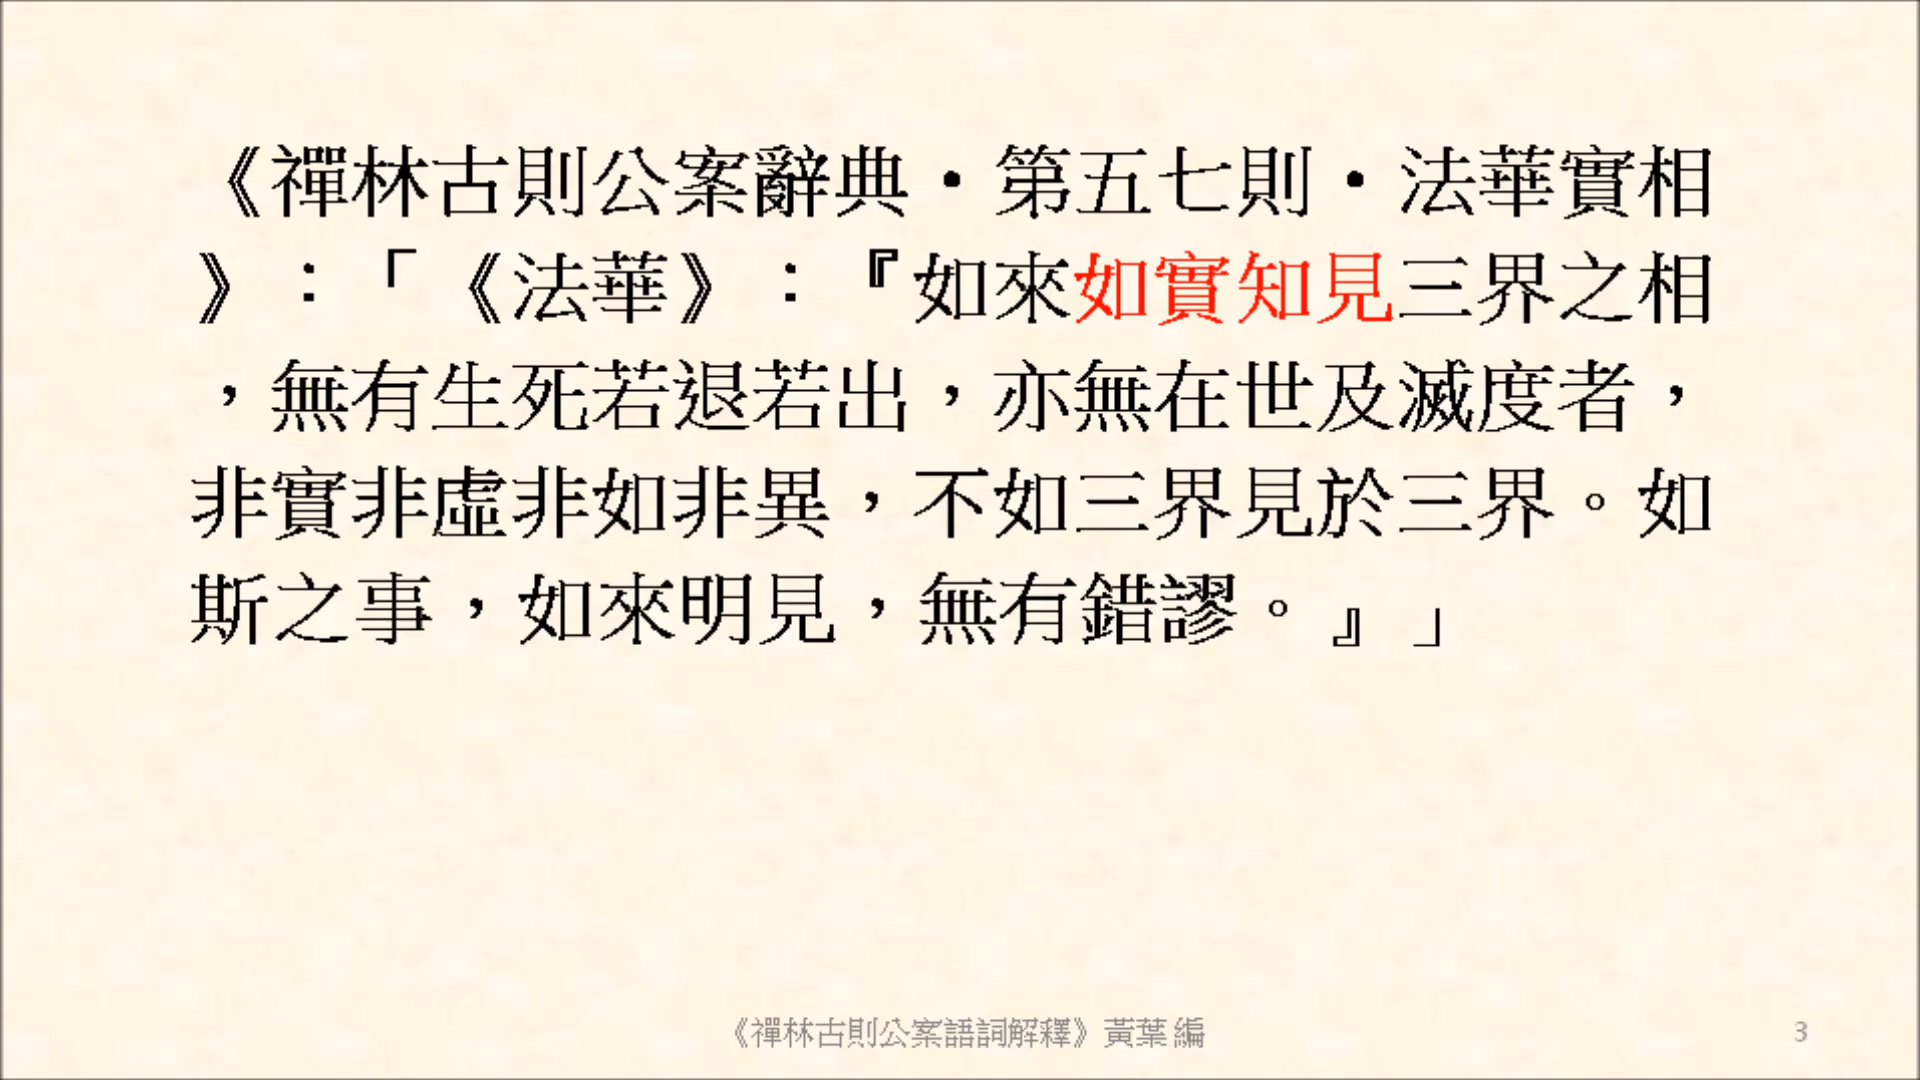 《禪林古則公案辭典‧第五七則‧法華實相
》：「《法華》：『如來如實知見三界之相
，無有生死若退若出，亦無在世及滅度者，
非實非虛非如非異，不如三界見於三界。如
斯之事，如來明見，無有錯謬。』」
《禪林古則公案語詞解釋》黃葉 編
3